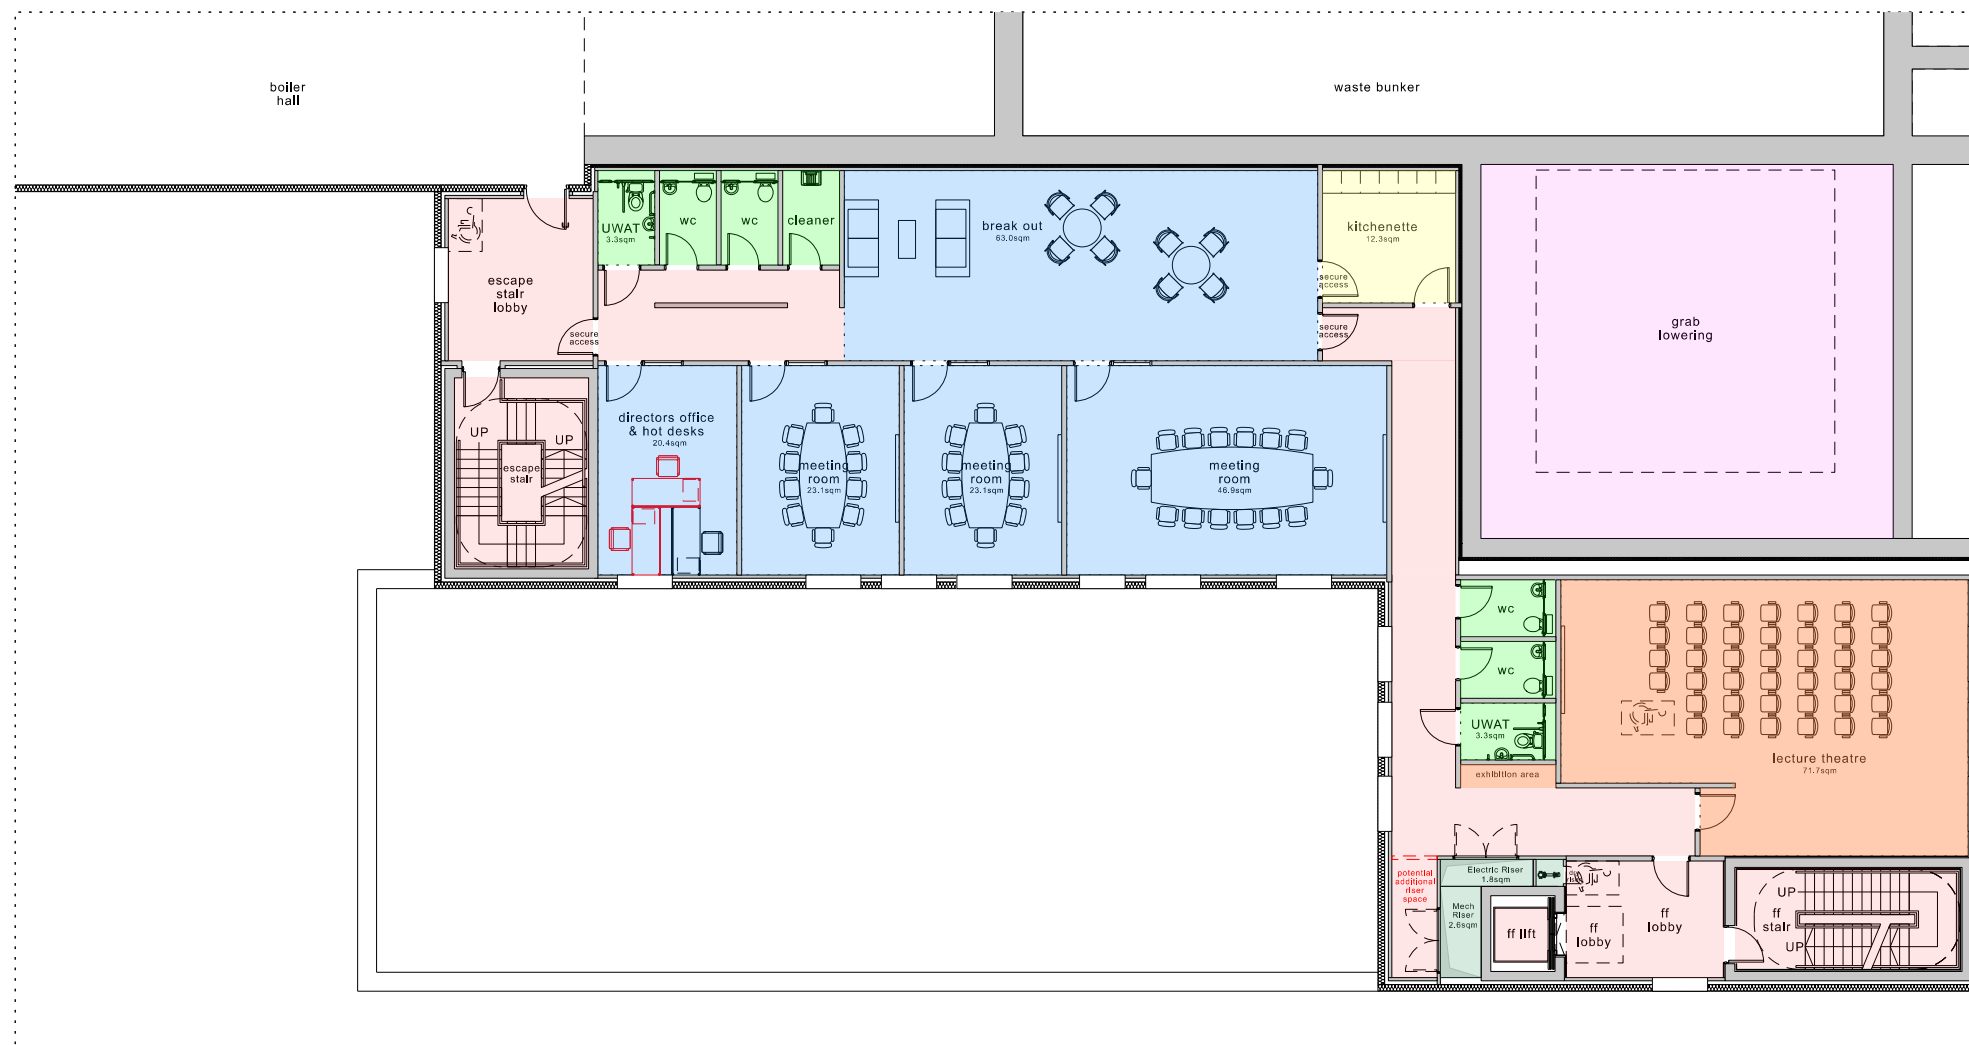 boiler
hall
waste bunker
UWAT
3.3sqm
wc
wc
cleaner
break out
63.0sqm
kitchenette
12.3sqm
secure
access
secure
access
secure
access
escape
stair
lobby
grab
lowering
UP
UP
escape
stair
directors office
& hot desks
20.4sqm
meeting
room
23.1sqm
meeting
room
23.1sqm
meeting
room
46.9sqm
wc
wc
UWAT
3.3sqm
exhibition area
lecture theatre
71.7sqm
potential
additional
riser
space
Electric Riser
1.8sqm
Mech
Riser
2.6sqm
ff lift
ff
lobby
ff
lobby
UP
ff
stair
UP